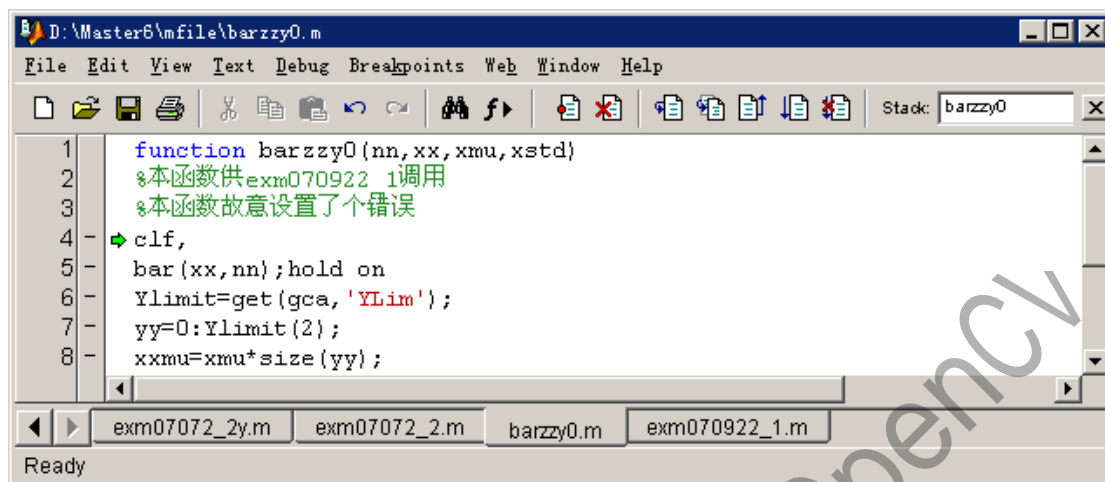 D:\Master6\mfile\barzzy0.m
File Edit View Text Debug Breakpoints Web Window Help
Stack: barzzy0
1 function barzzy0(nn,xx,xmu,xstd)
2 %本函数供exm070922_1调用
3 %本函数故意设置了个错误
4 - clf,
5 - bar(xx,nn);hold on
6 - Ylimit=get(gca,'YLim');
7 - yy=0:Ylimit(2);
8 - xxmu=xmu*size(yy);
exm07072_2y.m exm07072_2.m barzzy0.m exm070922_1.m
Ready
OpenCV